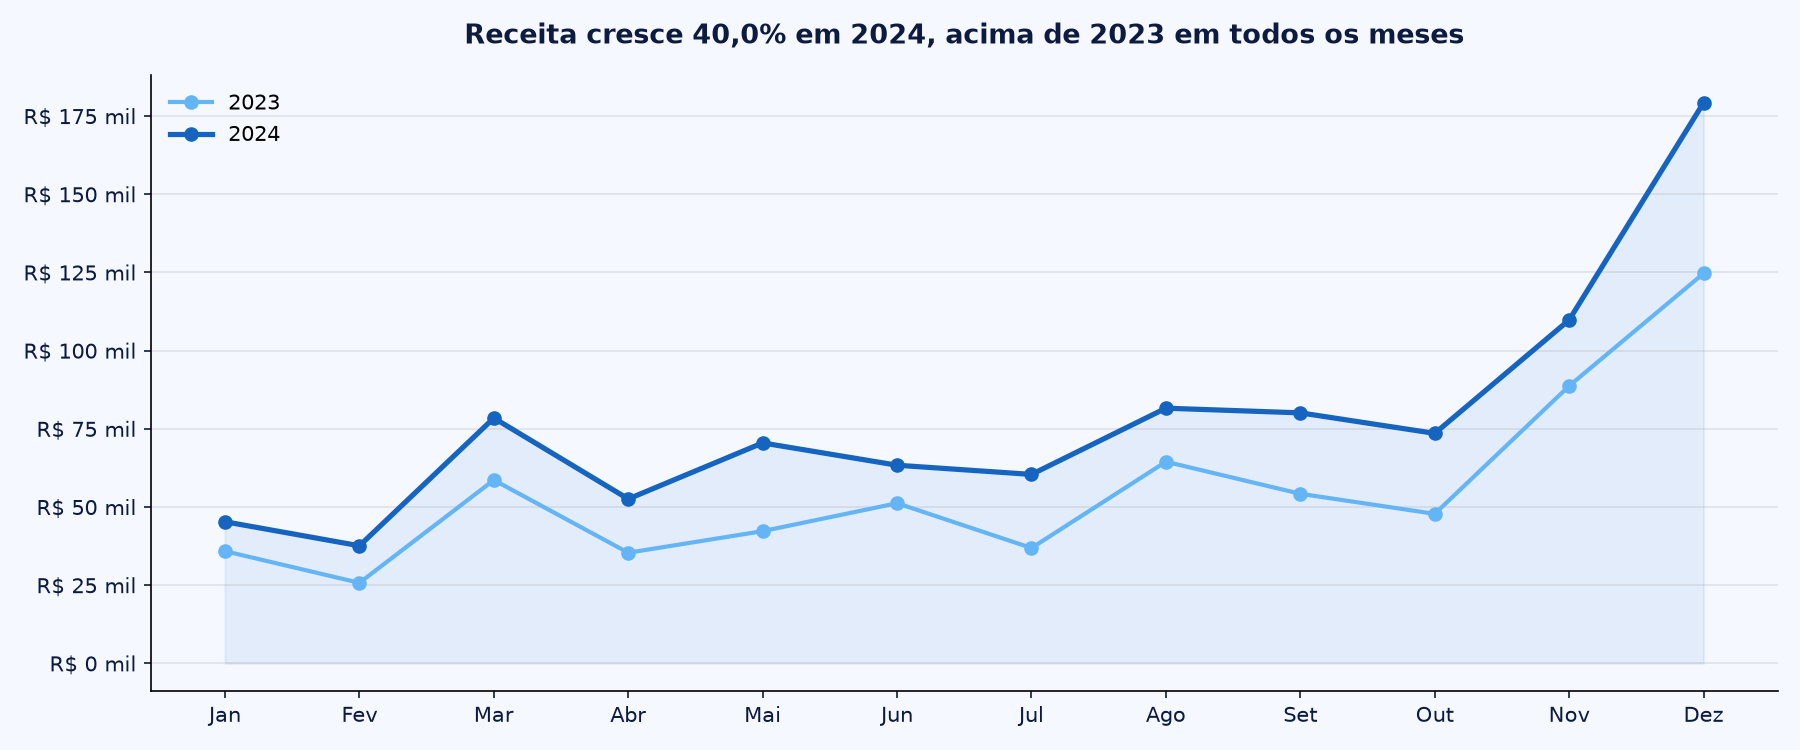 Receita cresce 40,0% em 2024, acima de 2023 em todos os meses
2023
2024
R$ 175 mil
R$ 150 mil
R$ 125 mil
R$ 100 mil
R$ 75 mil
R$ 50 mil
R$ 25 mil
R$ 0 mil
Jan Fev Mar Abr Mai Jun Jul Ago Set Out Nov Dez